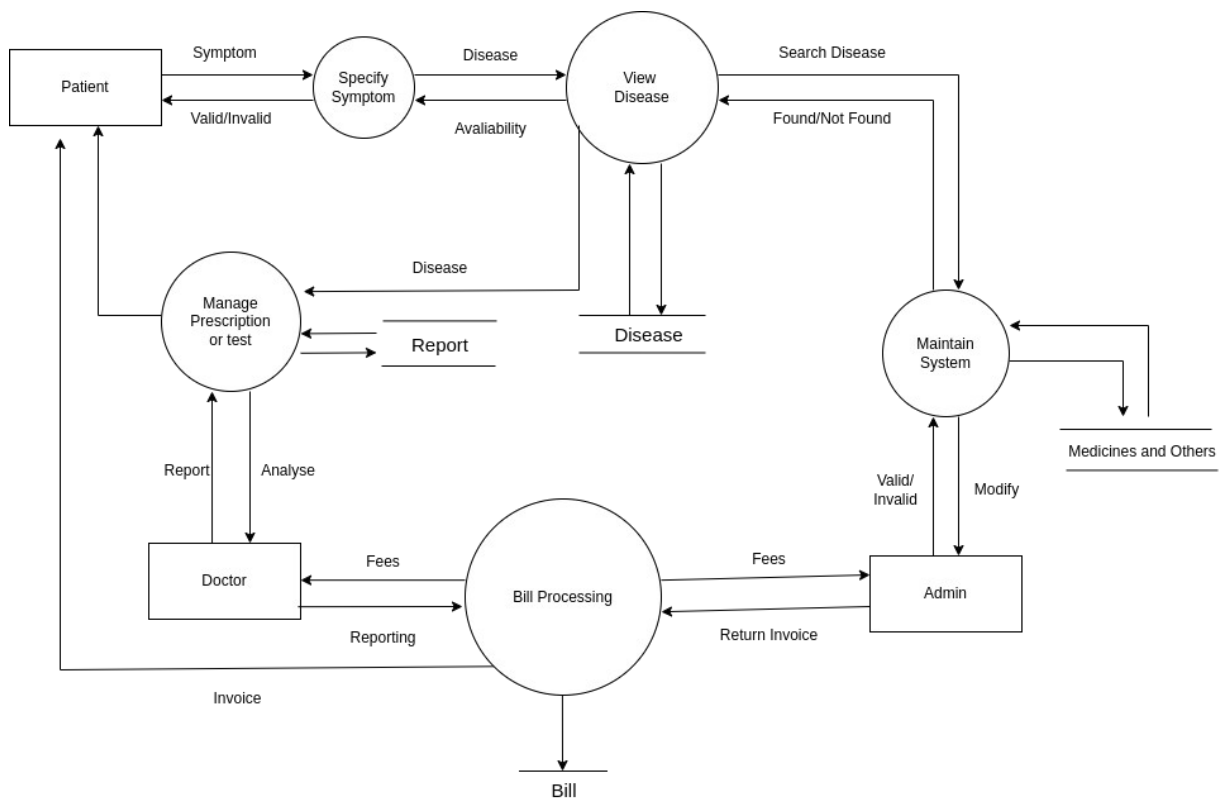 Symptom
Disease
Search Disease
Patient
Specify
Symptom
View
Disease
Valid/Invalid
Avaliability
Found/Not Found
Disease
Manage
Prescription
or test
Report
Disease
Maintain
System
Medicines and Others
Report
Analyse
Valid/
Invalid
Modify
Fees
Fees
Doctor
Bill Processing
Admin
Reporting
Return Invoice
Invoice
Bill